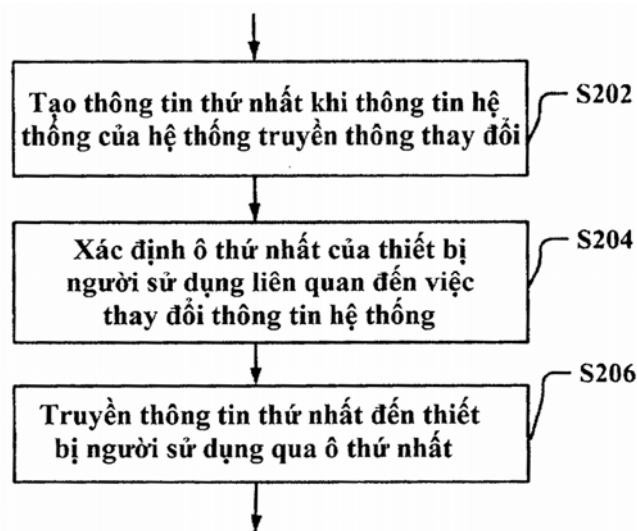 Tạo thông tin thứ nhất khi thông tin hệ
thống của hệ thống truyền thông thay đổi
S202
Xác định ô thứ nhất của thiết bị
người sử dụng liên quan đến việc
thay đổi thông tin hệ thống
S204
Truyền thông tin thứ nhất đến thiết
bị người sử dụng qua ô thứ nhất
S206